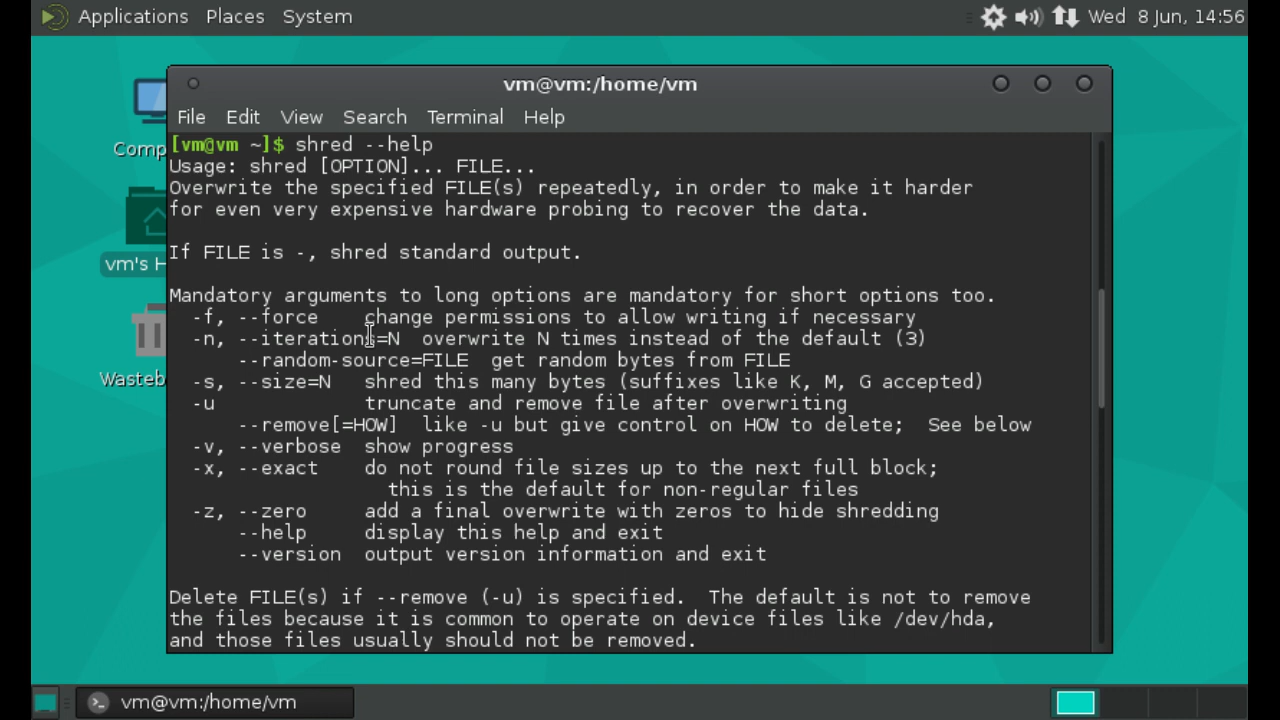 Applications Places System Wed 8 Jun, 14:56
vm@vm:/home/vm
File Edit View Search Terminal Help
[vm@vm ~]$ shred --help
Usage: shred [OPTION]... FILE...
Overwrite the specified FILE(s) repeatedly, in order to make it harder
for even very expensive hardware probing to recover the data.
If FILE is -, shred standard output.
Mandatory arguments to long options are mandatory for short options too.
-f, --force change permissions to allow writing if necessary
-n, --iterations=N overwrite N times instead of the default (3)
--random-source=FILE get random bytes from FILE
-s, --size=N shred this many bytes (suffixes like K, M, G accepted)
-u truncate and remove file after overwriting
--remove[=HOW] like -u but give control on HOW to delete; See below
-v, --verbose show progress
-x, --exact do not round file sizes up to the next full block;
this is the default for non-regular files
-z, --zero add a final overwrite with zeros to hide shredding
--help display this help and exit
--version output version information and exit
Delete FILE(s) if --remove (-u) is specified. The default is not to remove
the files because it is common to operate on device files like /dev/hda,
and those files usually should not be removed.
Comp
vm's H
Wasteb
vm@vm:/home/vm